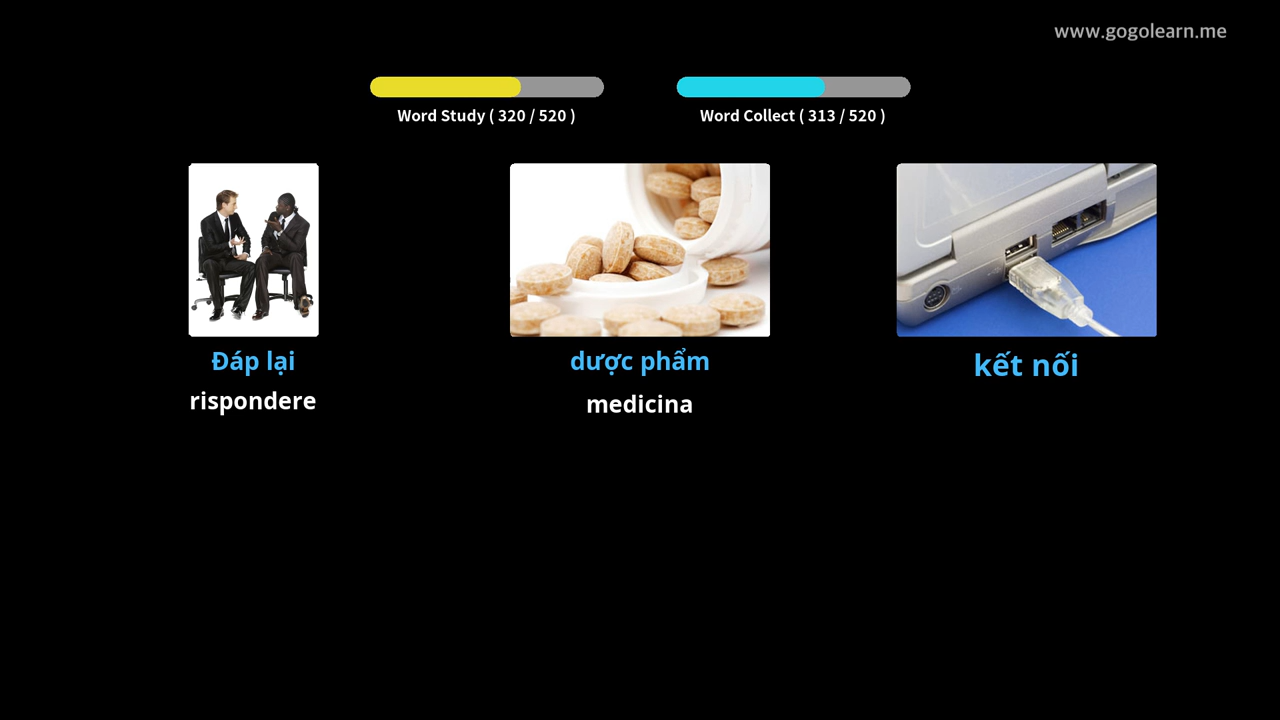 www.gogolearn.me
Word Study ( 320 / 520 )
Word Collect ( 313 / 520 )
Đáp lại
rispondere
dược phẩm
medicina
kết nối